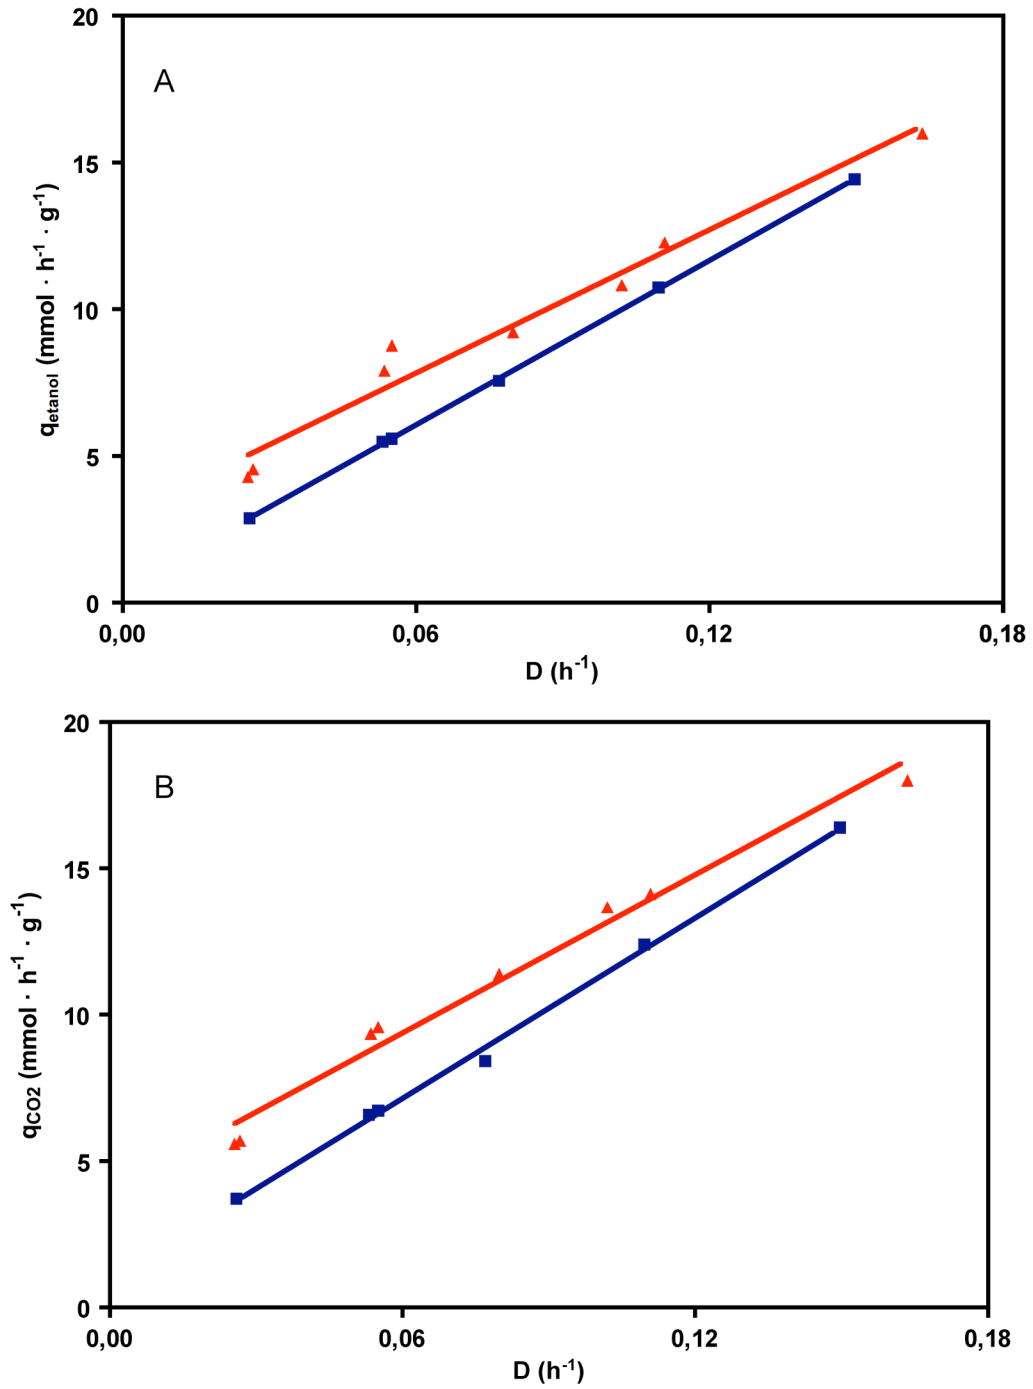 20
A
15
10
5
0
q_etanol (mmol · h⁻¹ · g⁻¹)
0,00 0,06 0,12 0,18
D (h⁻¹)
20
B
15
10
5
0
q_CO2 (mmol · h⁻¹ · g⁻¹)
0,00 0,06 0,12 0,18
D (h⁻¹)